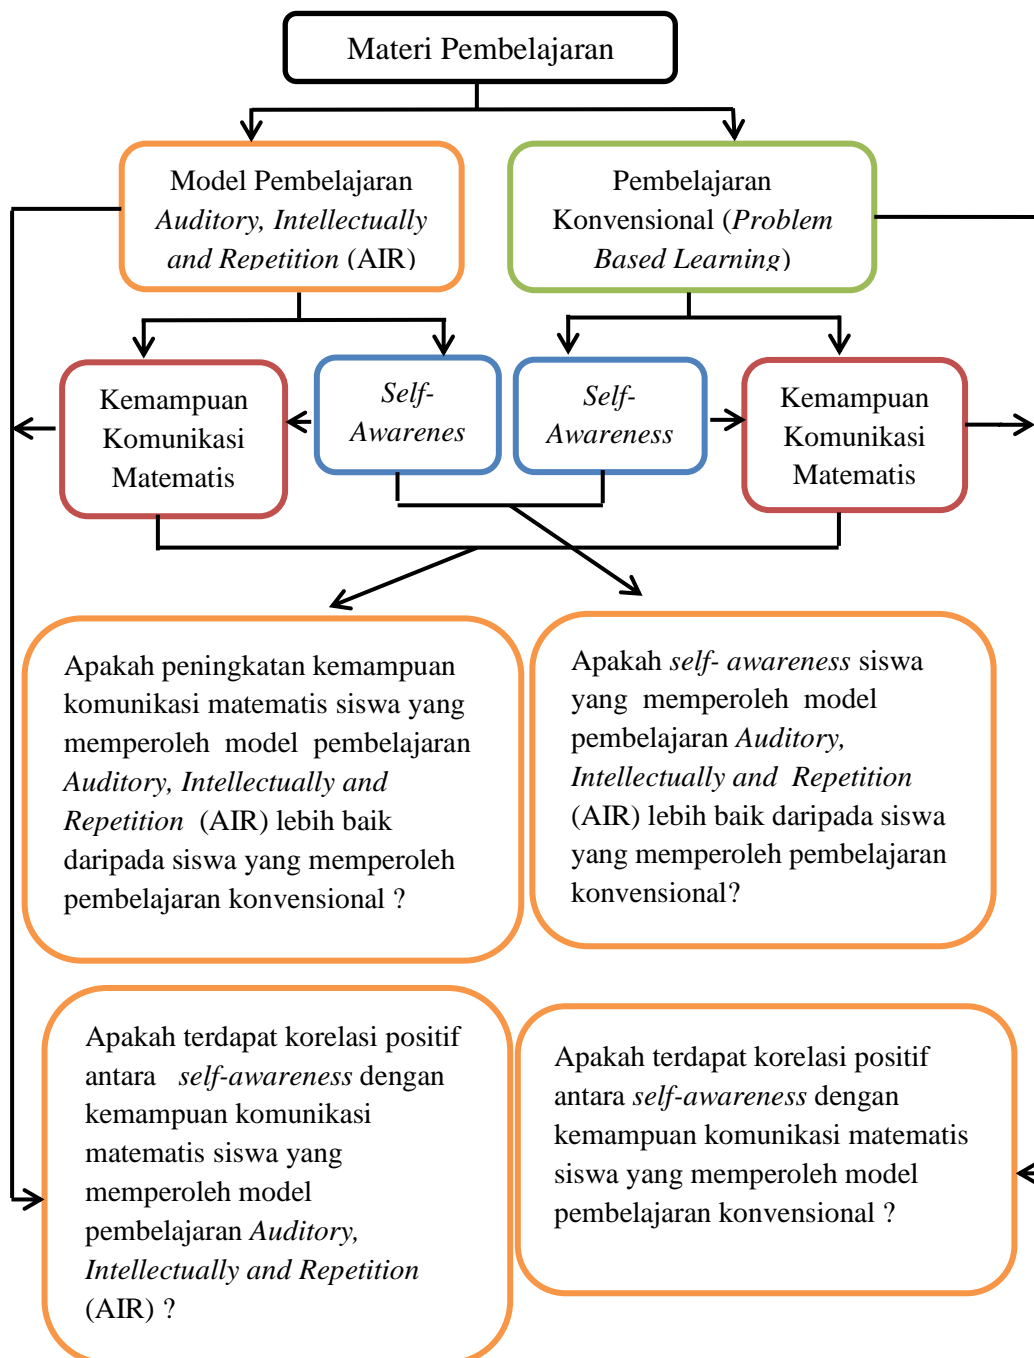 Materi Pembelajaran
Model Pembelajaran
Auditory, Intellectually
and Repetition (AIR)
Pembelajaran
Konvensional (Problem
Based Learning)
Kemampuan
Komunikasi
Matematis
Self-
Awarenes
Self-
Awareness
Kemampuan
Komunikasi
Matematis
Apakah peningkatan kemampuan
komunikasi matematis siswa yang
memperoleh model pembelajaran
Auditory, Intellectually and
Repetition (AIR) lebih baik
daripada siswa yang memperoleh
pembelajaran konvensional ?
Apakah self- awareness siswa
yang memperoleh model
pembelajaran Auditory,
Intellectually and Repetition
(AIR) lebih baik daripada siswa
yang memperoleh pembelajaran
konvensional?
Apakah terdapat korelasi positif
antara self-awareness dengan
kemampuan komunikasi
matematis siswa yang
memperoleh model
pembelajaran Auditory,
Intellectually and Repetition
(AIR) ?
Apakah terdapat korelasi positif
antara self-awareness dengan
kemampuan komunikasi matematis
siswa yang memperoleh model
pembelajaran konvensional ?